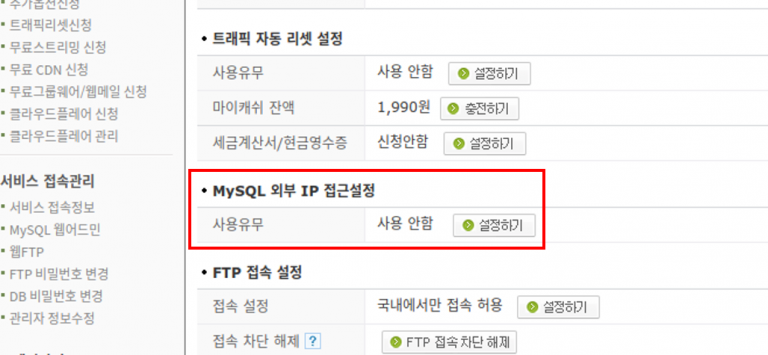 추가옵션신청
트래픽리셋신청
무료스트리밍 신청
무료 CDN 신청
무료그룹웨어/웹메일 신청
클라우드플레어 신청
클라우드플레어 관리
서비스 접속관리
서비스 접속정보
MySQL 웹어드민
웹FTP
FTP 비밀번호 변경
DB 비밀번호 변경
관리자 정보수정
트래픽 자동 리셋 설정
사용유무 사용 안함 설정하기
마이캐쉬 잔액 1,990원 충전하기
세금계산서/현금영수증 신청안함 설정하기
MySQL 외부 IP 접근설정
사용유무 사용 안함 설정하기
FTP 접속 설정
접속 설정 국내에서만 접속 허용 설정하기
접속 차단 해제 ? FTP 접속 차단 해제